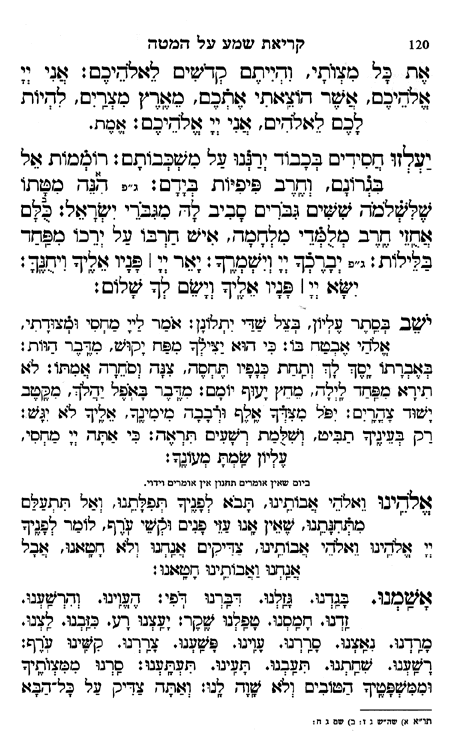 120 קריאת שמע על המטה
אֶת כָּל מִצְוֹתָי, וִהְיִיתֶם קְדֹשִׁים לֵאלֹהֵיכֶם: אֲנִי יְיָ
אֱלֹהֵיכֶם, אֲשֶׁר הוֹצֵאתִי אֶתְכֶם, מֵאֶרֶץ מִצְרַיִם, לִהְיוֹת
לָכֶם לֵאלֹהִים, אֲנִי יְיָ אֱלֹהֵיכֶם: אֱמֶת.
יַעְלְזוּ חֲסִידִים בְּכָבוֹד יְרַנְּנוּ עַל מִשְׁכְּבוֹתָם: רוֹמְמוֹת אֵל
בִּגְרוֹנָם, וְחֶרֶב פִּיפִיּוֹת בְּיָדָם: ג"פ הִנֵּה מִטָּתוֹ
שֶׁלִּשְׁלֹמֹה שִׁשִּׁים גִּבֹּרִים סָבִיב לָהּ מִגִּבֹּרֵי יִשְׂרָאֵל: כֻּלָּם
אֲחֻזֵי חֶרֶב מְלֻמְּדֵי מִלְחָמָה, אִישׁ חַרְבּוֹ עַל יְרֵכוֹ מִפַּחַד
בַּלֵּילוֹת: ג"פ יְבָרֶכְךָ יְיָ וְיִשְׁמְרֶךָ: יָאֵר יְיָ | פָּנָיו אֵלֶיךָ וִיחֻנֶּךָּ:
יִשָּׂא יְיָ | פָּנָיו אֵלֶיךָ וְיָשֵׂם לְךָ שָׁלוֹם:
יֹשֵׁב בְּסֵתֶר עֶלְיוֹן, בְּצֵל שַׁדַּי יִתְלוֹנָן: אֹמַר לַייָ מַחְסִי וּמְצוּדָתִי,
אֱלֹהַי אֶבְטַח בּוֹ: כִּי הוּא יַצִּילְךָ מִפַּח יָקוּשׁ, מִדֶּבֶר הַוּוֹת:
בְּאֶבְרָתוֹ יָסֶךְ לָךְ וְתַחַת כְּנָפָיו תֶּחְסֶה, צִנָּה וְסֹחֵרָה אֲמִתּוֹ: לֹא
תִירָא מִפַּחַד לָיְלָה, מֵחֵץ יָעוּף יוֹמָם: מִדֶּבֶר בָּאֹפֶל יַהֲלֹךְ, מִקֶּטֶב
יָשׁוּד צָהֳרָיִם: יִפֹּל מִצִּדְּךָ אֶלֶף וּרְבָבָה מִימִינֶךָ, אֵלֶיךָ לֹא יִגָּשׁ:
רַק בְּעֵינֶיךָ תַבִּיט, וְשִׁלֻּמַת רְשָׁעִים תִּרְאֶה: כִּי אַתָּה יְיָ מַחְסִי,
עֶלְיוֹן שַׂמְתָּ מְעוֹנֶךָ:
ביום שאין אומרים תחנון אין אומרים וידוי.
אֱלֹהֵינוּ וֵאלֹהֵי אֲבוֹתֵינוּ, תָּבֹא לְפָנֶיךָ תְּפִלָּתֵנוּ, וְאַל תִּתְעַלַּם
מִתְּחִנָּתֵנוּ, שֶׁאֵין אָנוּ עַזֵּי פָנִים וּקְשֵׁי עֹרֶף, לוֹמַר לְפָנֶיךָ
יְיָ אֱלֹהֵינוּ וֵאלֹהֵי אֲבוֹתֵינוּ, צַדִּיקִים אֲנַחְנוּ וְלֹא חָטָאנוּ, אֲבָל
אֲנַחְנוּ וַאֲבוֹתֵינוּ חָטָאנוּ:
אָשַׁמְנוּ. בָּגַדְנוּ. גָּזַלְנוּ. דִּבַּרְנוּ דֹּפִי: הֶעֱוִינוּ. וְהִרְשַׁעְנוּ.
זַדְנוּ. חָמַסְנוּ. טָפַלְנוּ שֶׁקֶר: יָעַצְנוּ רָע. כִּזַּבְנוּ. לַצְנוּ.
מָרַדְנוּ. נִאַצְנוּ. סָרַרְנוּ. עָוִינוּ. פָּשַׁעְנוּ. צָרַרְנוּ. קִשִּׁינוּ עֹרֶף:
רָשַׁעְנוּ. שִׁחַתְנוּ. תִּעַבְנוּ. תָּעִינוּ. תִּעְתָּעְנוּ: סַרְנוּ מִמִּצְוֹתֶיךָ
וּמִמִּשְׁפָּטֶיךָ הַטּוֹבִים וְלֹא שָׁוָה לָנוּ: וְאַתָּה צַדִּיק עַל כָּל־הַבָּא
תו"א א) שה"ש ג ז: ב) שם ג ח: